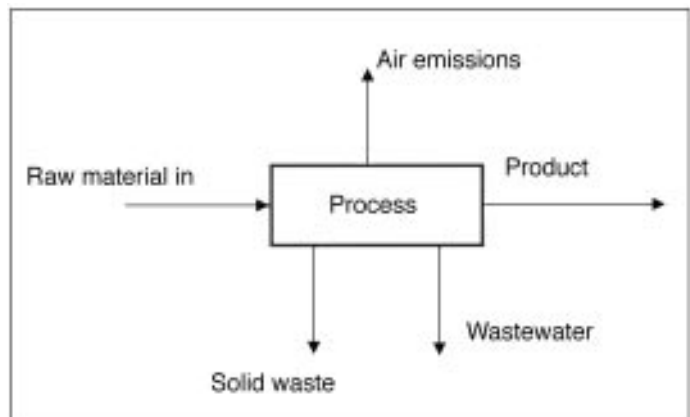 Air emissions
Raw material in
Product
Process
Wastewater
Solid waste